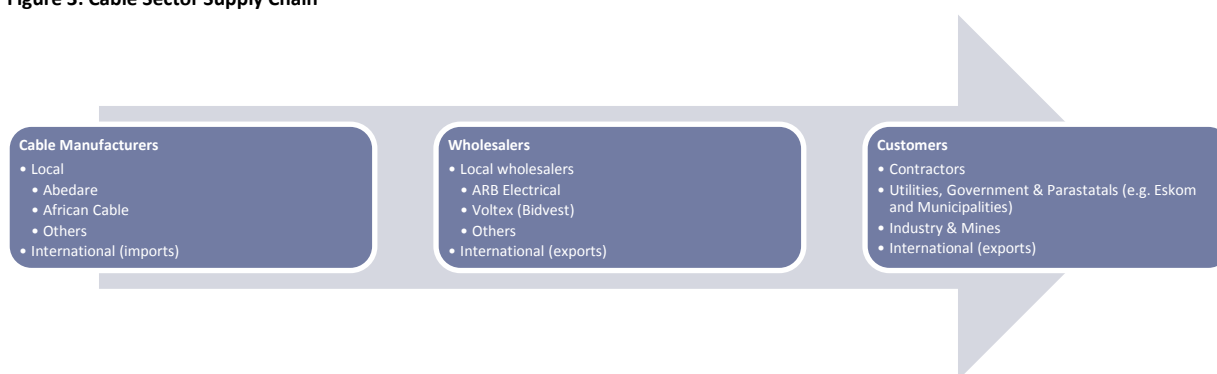 Figure 3: Cable Sector Supply Chain
Cable Manufacturers
• Local
• Abedare
• African Cable
• Others
• International (imports)
Wholesalers
• Local wholesalers
• ARB Electrical
• Voltex (Bidvest)
• Others
• International (exports)
Customers
• Contractors
• Utilities, Government & Parastatals (e.g. Eskom
and Municipalities)
• Industry & Mines
• International (exports)